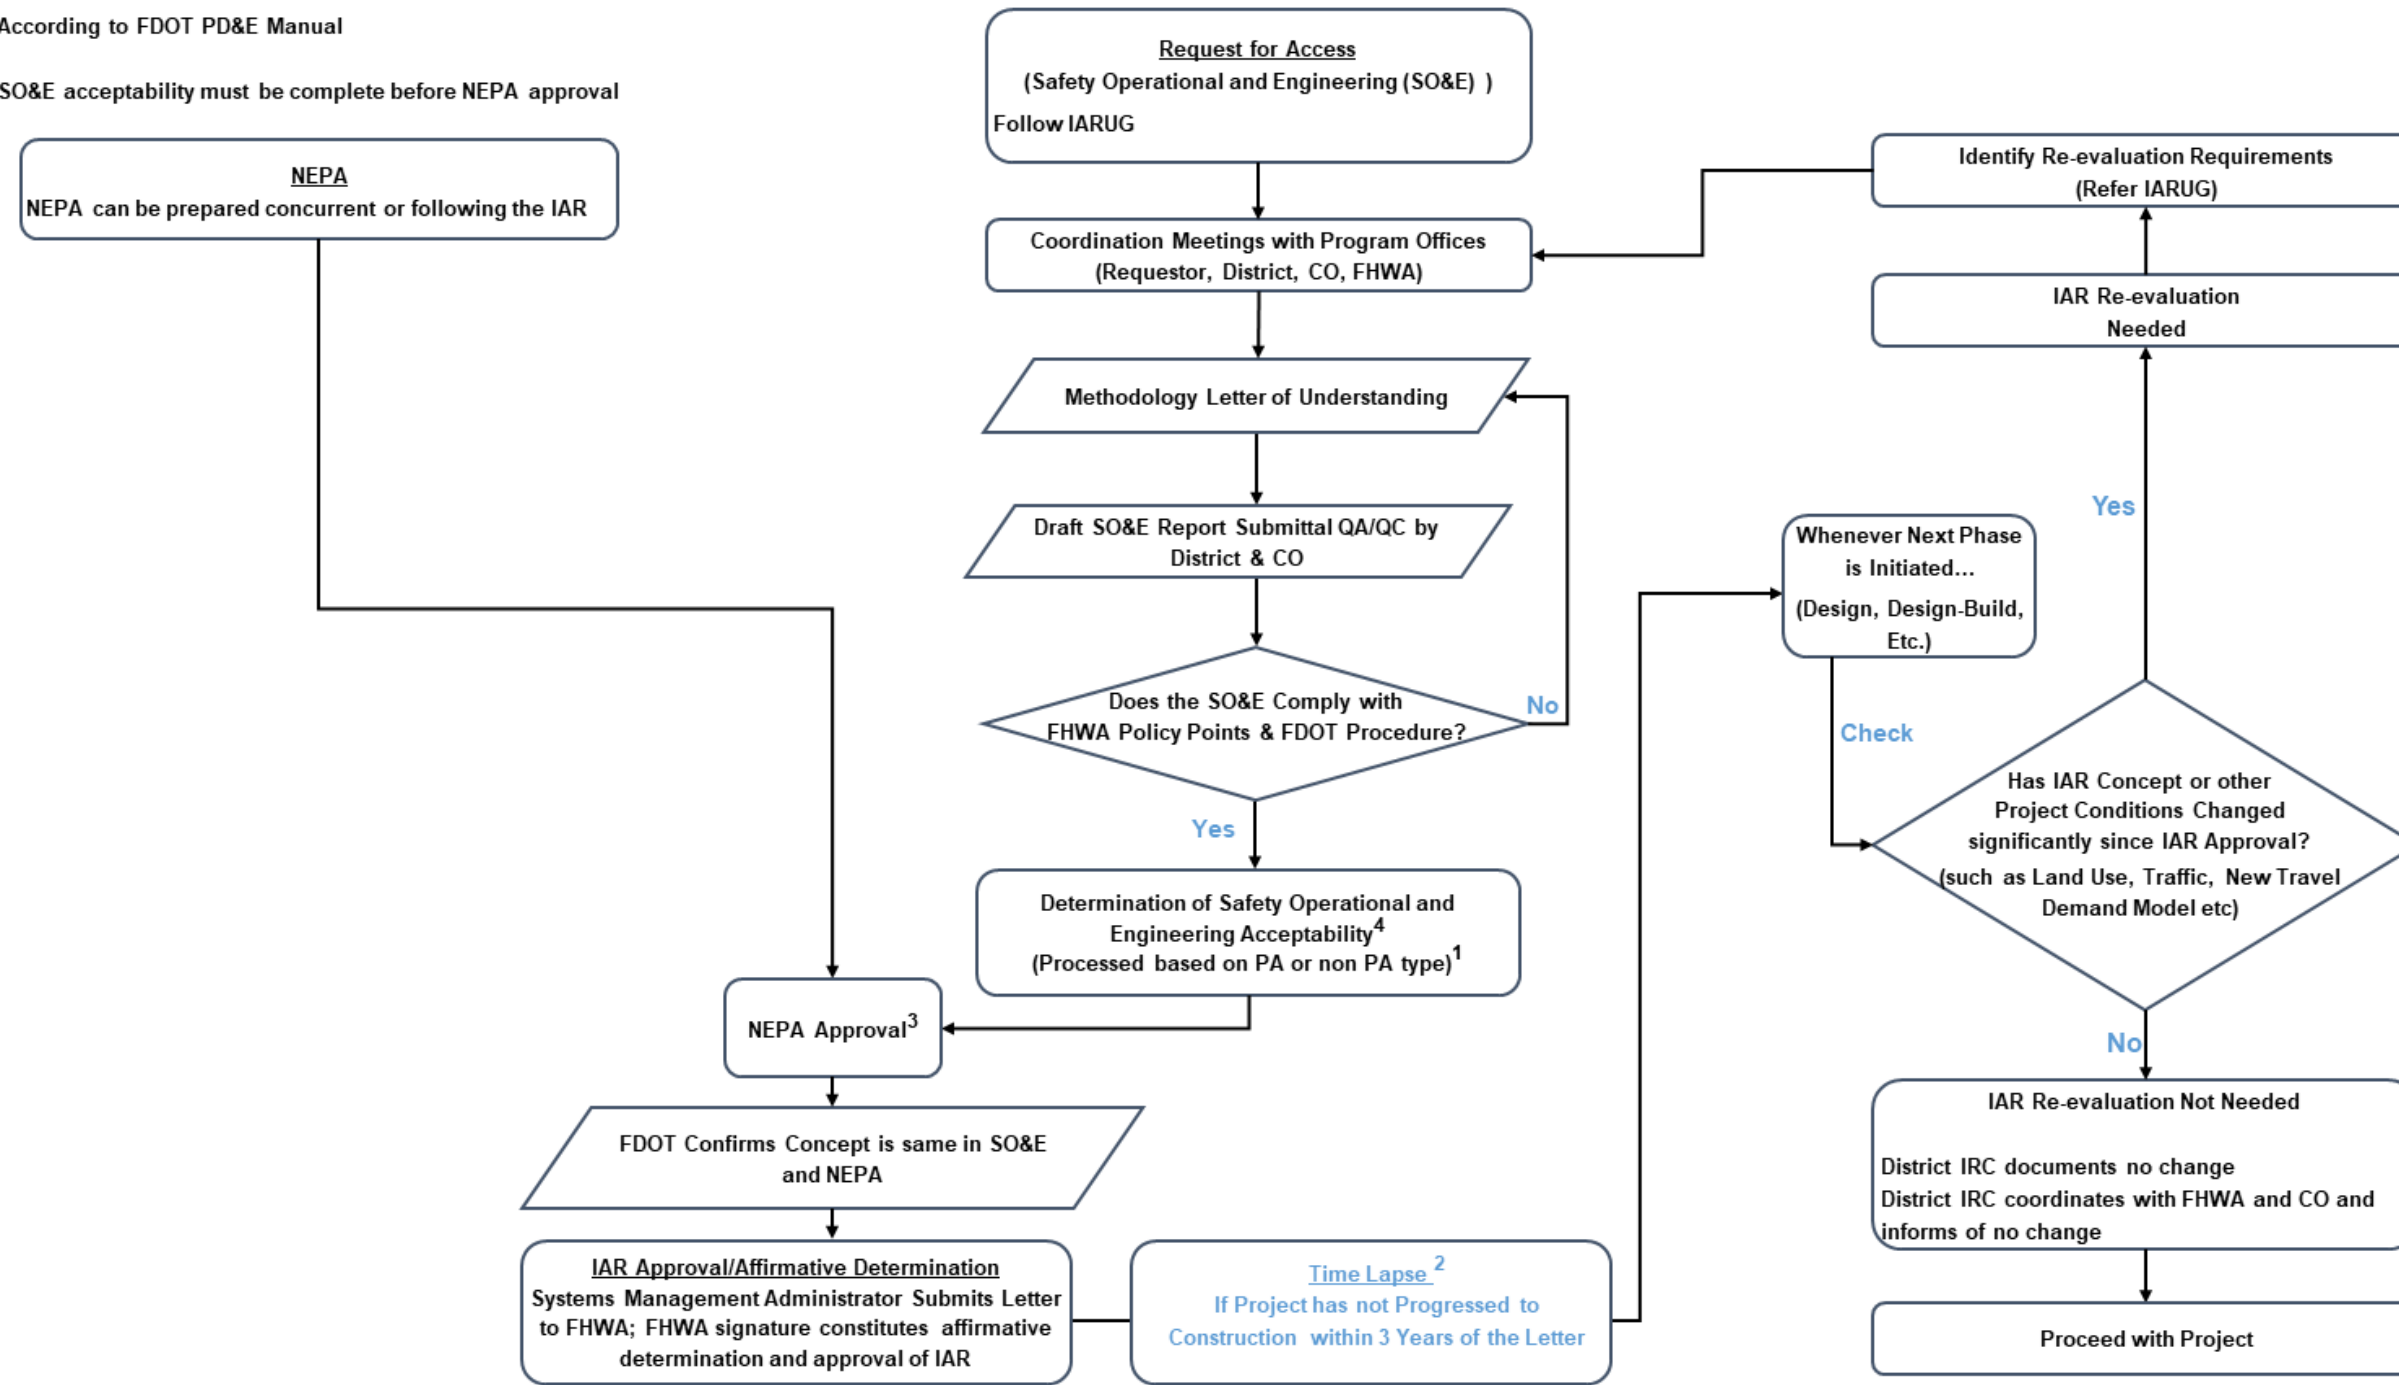 According to FDOT PD&E Manual
SO&E acceptability must be complete before NEPA approval
NEPA
NEPA can be prepared concurrent or following the IAR
Request for Access
(Safety Operational and Engineering (SO&E) )
Follow IARUG
Coordination Meetings with Program Offices
(Requestor, District, CO, FHWA)
Methodology Letter of Understanding
Draft SO&E Report Submittal QA/QC by
District & CO
Does the SO&E Comply with
FHWA Policy Points & FDOT Procedure?
No
Yes
Determination of Safety Operational and
Engineering Acceptability4
(Processed based on PA or non PA type)1
NEPA Approval3
FDOT Confirms Concept is same in SO&E
and NEPA
IAR Approval/Affirmative Determination
Systems Management Administrator Submits Letter
to FHWA; FHWA signature constitutes affirmative
determination and approval of IAR
Time Lapse 2
If Project has not Progressed to
Construction within 3 Years of the Letter
Whenever Next Phase
is Initiated...
(Design, Design-Build,
Etc.)
Check
Has IAR Concept or other
Project Conditions Changed
significantly since IAR Approval?
(such as Land Use, Traffic, New Travel
Demand Model etc)
Yes
IAR Re-evaluation
Needed
Identify Re-evaluation Requirements
(Refer IARUG)
No
IAR Re-evaluation Not Needed
District IRC documents no change
District IRC coordinates with FHWA and CO and
informs of no change
Proceed with Project